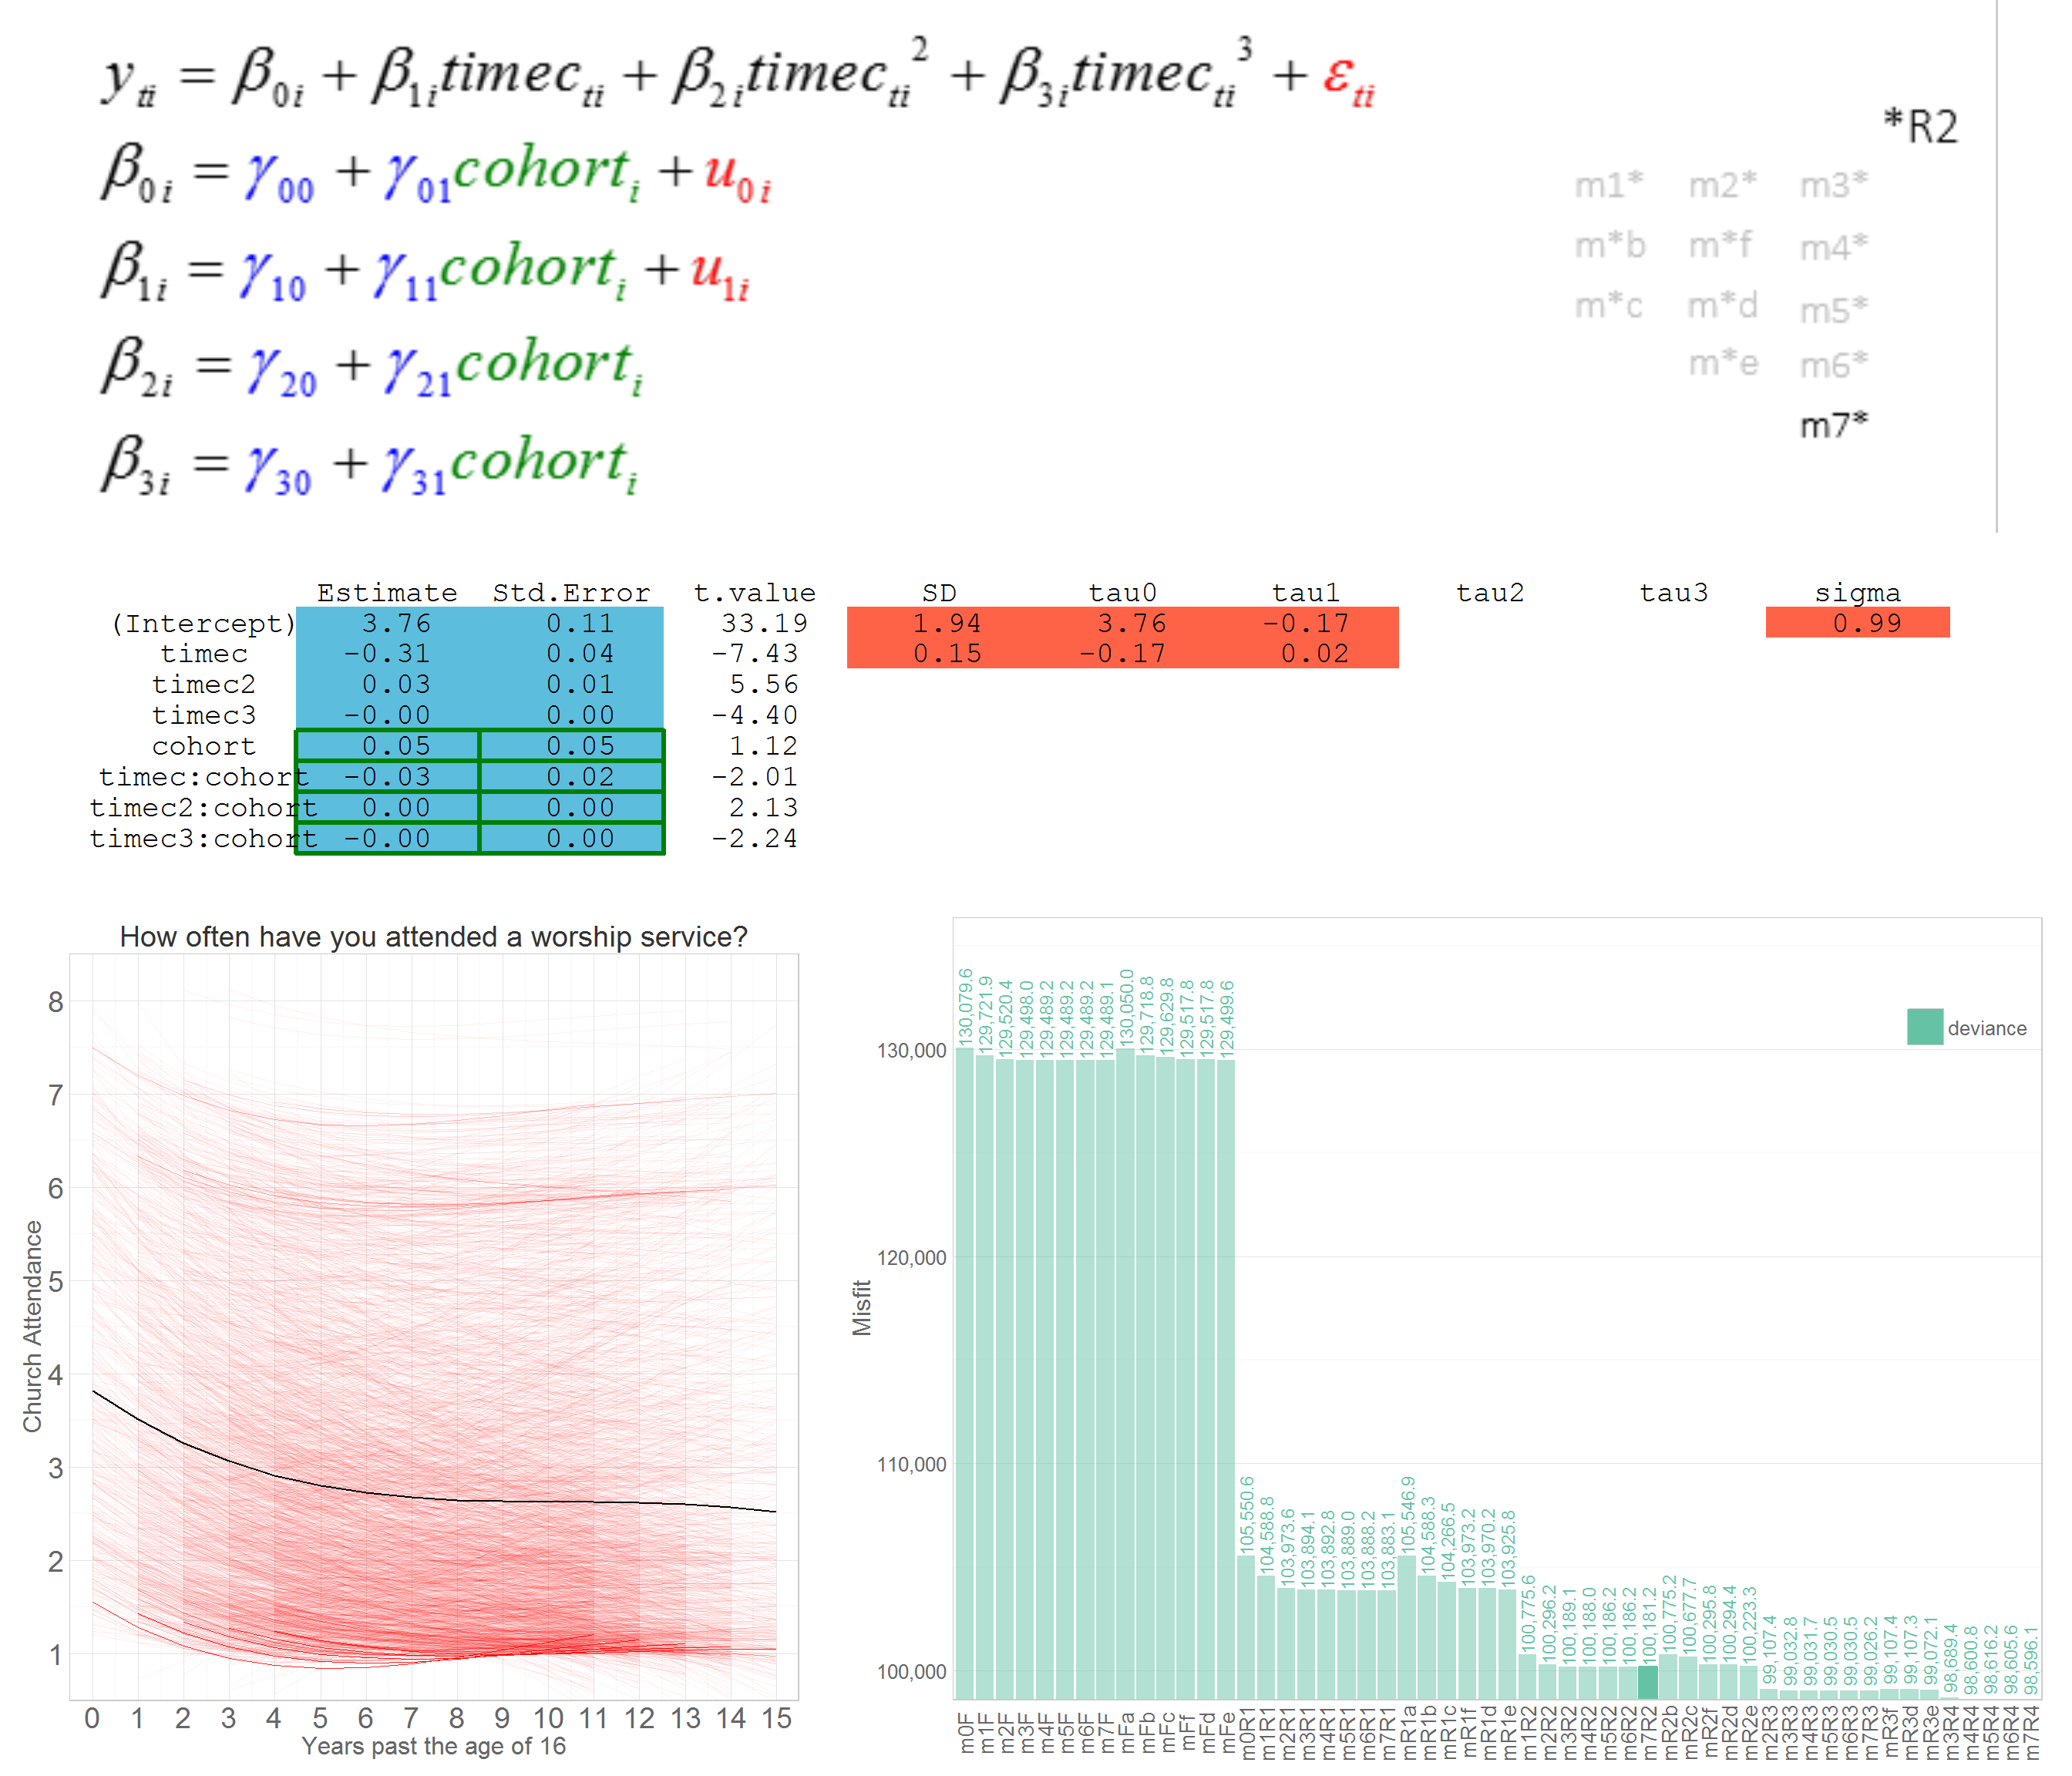 y_ti = β_0i + β_1i timec_ti + β_2i timec_ti² + β_3i timec_ti³ + ε_ti
β_0i = γ_00 + γ_01 cohort_i + u_0i
β_1i = γ_10 + γ_11 cohort_i + u_1i
β_2i = γ_20 + γ_21 cohort_i
β_3i = γ_30 + γ_31 cohort_i
*R2
m1* m2* m3*
m*b m*f m4*
m*c m*d m5*
m*e m6*
m7*
Estimate Std.Error t.value SD tau0 tau1 tau2 tau3 sigma
(Intercept) 3.76 0.11 33.19 1.94 3.76 -0.17 0.99
timec -0.31 0.04 -7.43 0.15 -0.17 0.02
timec2 0.03 0.01 5.56
timec3 -0.00 0.00 -4.40
cohort 0.05 0.05 1.12
timec:cohort -0.03 0.02 -2.01
timec2:cohort 0.00 0.00 2.13
timec3:cohort -0.00 0.00 -2.24
How often have you attended a worship service?
Church Attendance
8
7
6
5
4
3
2
1
0 1 2 3 4 5 6 7 8 9 10 11 12 13 14 15
Years past the age of 16
Misfit
130,000
120,000
110,000
100,000
deviance
130,079.6 129,721.9 129,520.4 129,498.0 129,489.2 129,489.2 129,489.2 129,489.1 130,050.0 129,718.8 129,629.8 129,517.8 129,517.8 129,499.6 105,550.6 104,588.8 103,973.6 103,894.1 103,892.8 103,889.0 103,888.2 103,883.1 105,546.9 104,588.3 104,266.5 103,973.2 103,970.2 103,925.8 100,775.6 100,296.2 100,189.1 100,188.0 100,186.2 100,186.2 100,181.2 100,775.2 100,677.7 100,295.8 100,294.4 100,223.3 99,107.4 99,032.8 99,031.7 99,030.5 99,030.5 99,026.2 99,107.4 99,107.3 99,072.1 98,689.4 98,600.8 98,616.2 98,605.6 98,596.1
m0F m1F m2F m3F m4F m5F m6F m7F mFa mFb mFc mFf mFd mFe m0R1 m1R1 m2R1 m3R1 m4R1 m5R1 m6R1 m7R1 mR1a mR1b mR1c mR1f mR1d mR1e m1R2 m2R2 m3R2 m4R2 m5R2 m6R2 m7R2 mR2b mR2c mR2f mR2d mR2e m2R3 m3R3 m4R3 m5R3 m6R3 m7R3 mR3f mR3d mR3e m3R4 m4R4 m5R4 m6R4 m7R4